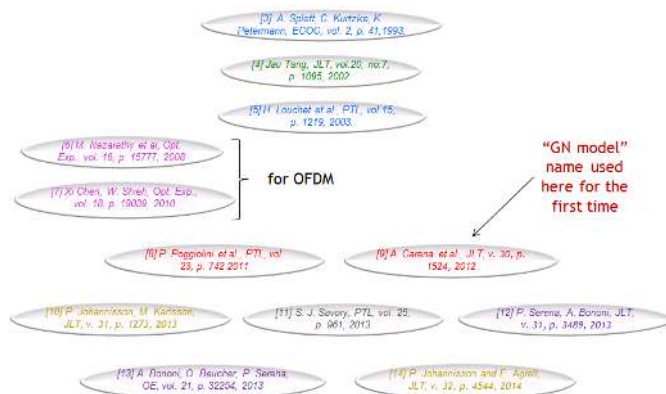 [3] A. Splett, C. Kurtzke, K.
Petermann, ECOC, vol. 2, p. 41,1993,
[4] Jau Tang, JLT, vol.20, no.7,
p. 1095, 2002
[5] H. Louchet et al., PTL, vol 15,
p. 1219, 2003.
[6] M. Nazarathy et al, Opt.
Exp., vol. 16, p. 15777, 2008
[7] Xi Chen, W. Shieh, Opt. Exp.,
vol. 18, p. 19039, 2010
for OFDM
"GN model"
name used
here for the
first time
[8] P. Poggiolini et al., PTL, vol.
23, p. 742 2011
[9] A. Carena et al., JLT, v. 30, p.
1524, 2012
[10] P. Johannisson, M. Karlsson,
JLT, v. 31, p. 1273, 2013
[11] S. J. Savory, PTL, vol. 25,
p. 961, 2013
[12] P. Serena, A. Bononi, JLT,
v. 31, p. 3489, 2013
[13] A. Bononi, O. Beucher, P. Serena,
OE, vol. 21, p. 32254, 2013
[14] P. Johannisson and E. Agrell,
JLT, v. 32, p. 4544, 2014